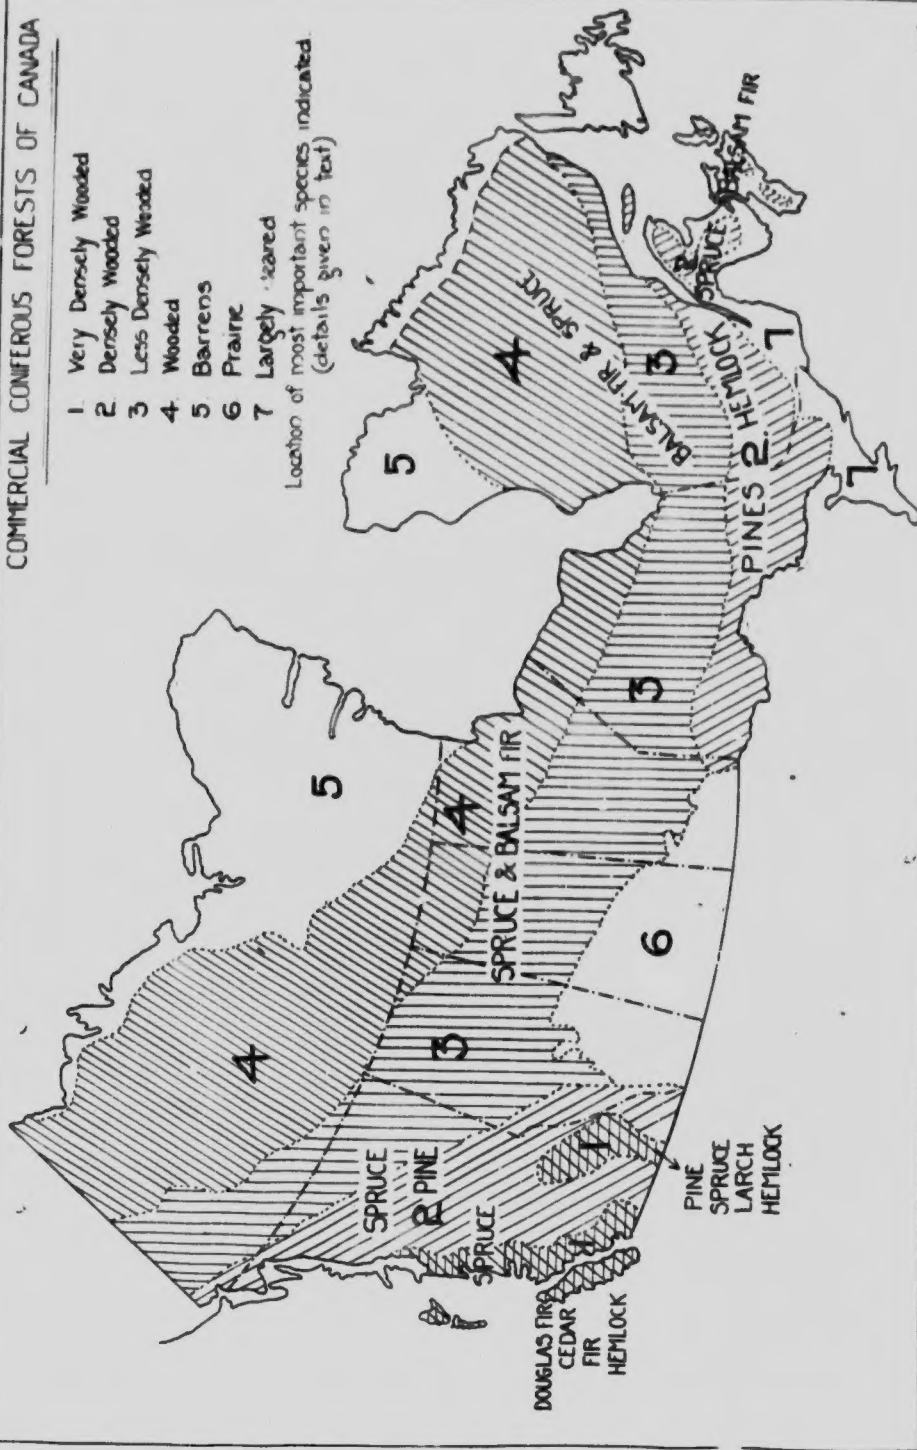 COMMERCIAL CONIFEROUS FORESTS OF CANADA
1 Very Densely Wooded
2. Densely Wooded
3 Less Densely Wooded
4. Wooded
5 Barrens
6 Prairie
7 Largely
Location of most important species indicated.
(details given in text)
5
4
5
4
3
4
SPRUCE & BALSAM FIR
3
6
SPRUCE
2 PINE
SPRUCE
1
DOUGLAS FIR
CEDAR
FIR
HEMLOCK
PINE
SPRUCE
LARCH
HEMLOCK
BALSAM FIR & SPRUCE
3
PINES 2. HEMLOCK
7
7
2
SPRUCE
BALSAM FIR